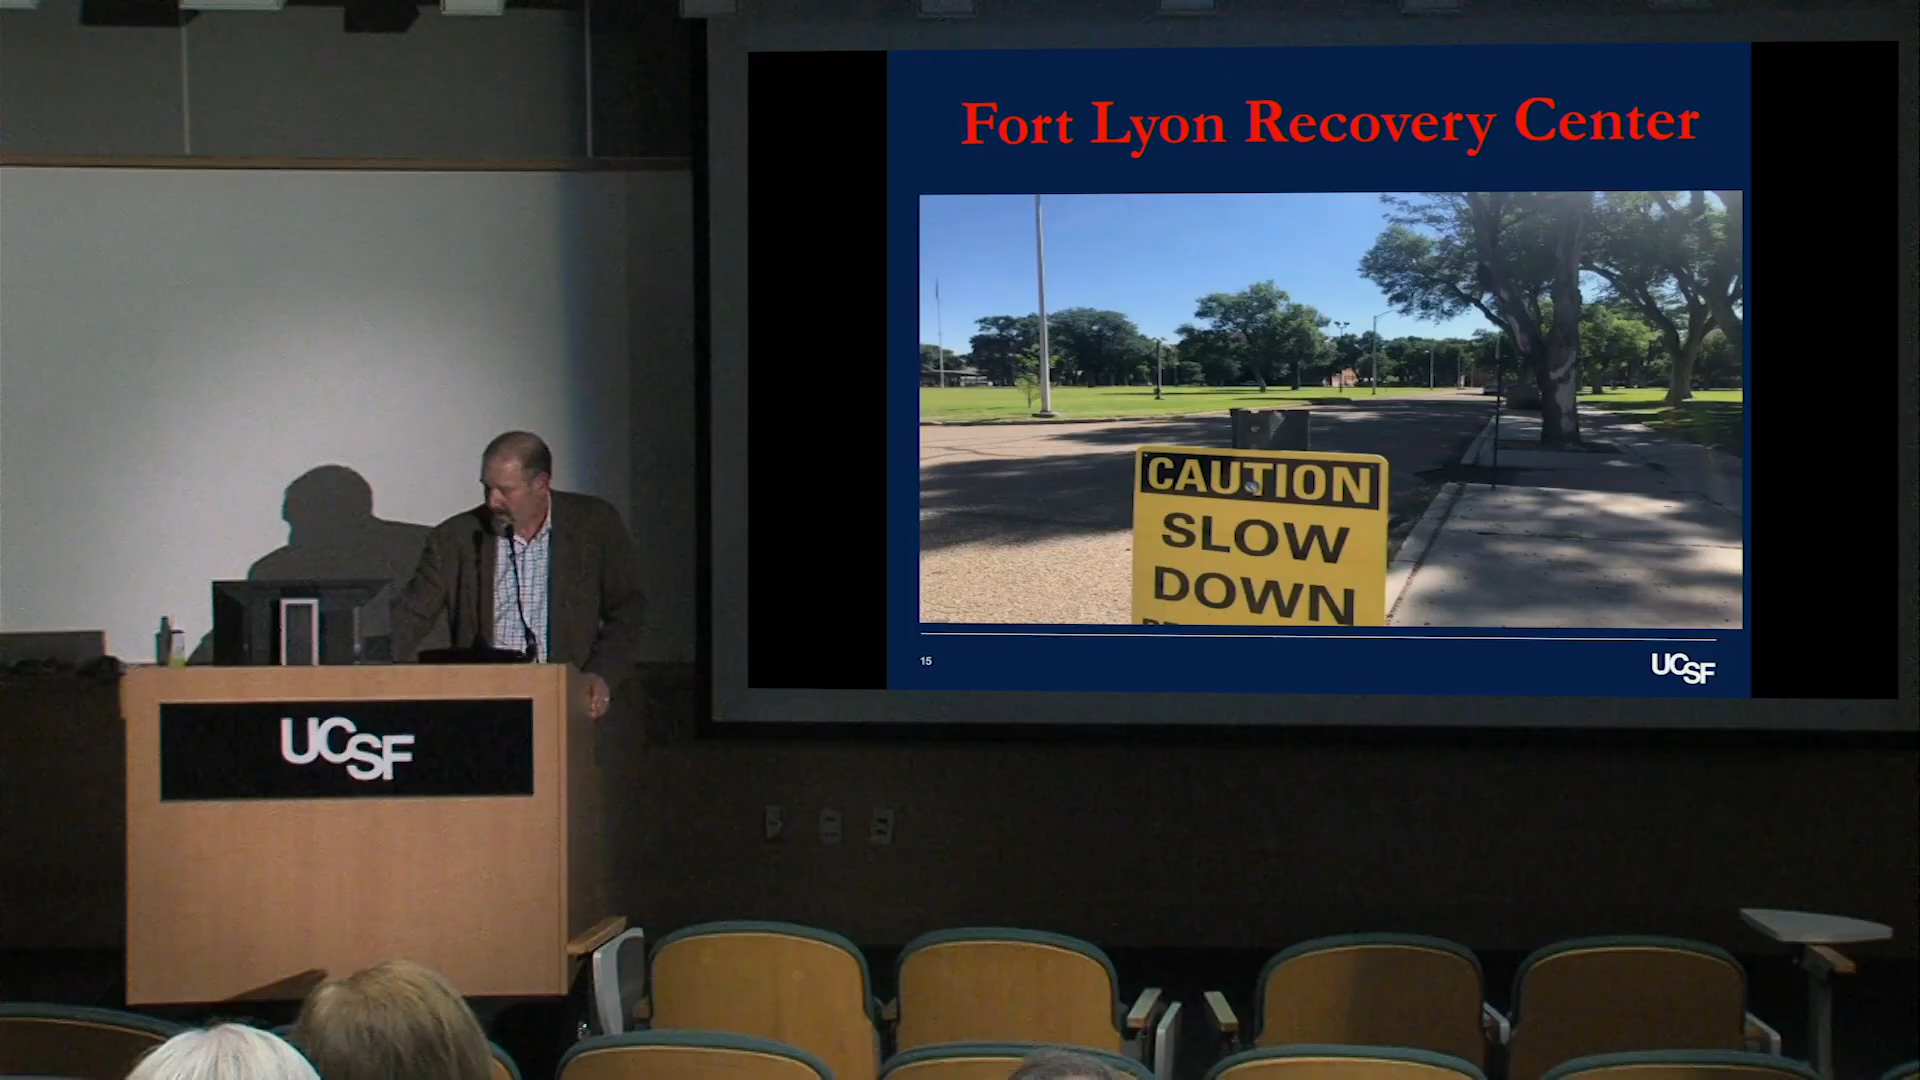 Fort Lyon Recovery Center
CAUTION
SLOW
DOWN
15
UCSF
UCSF